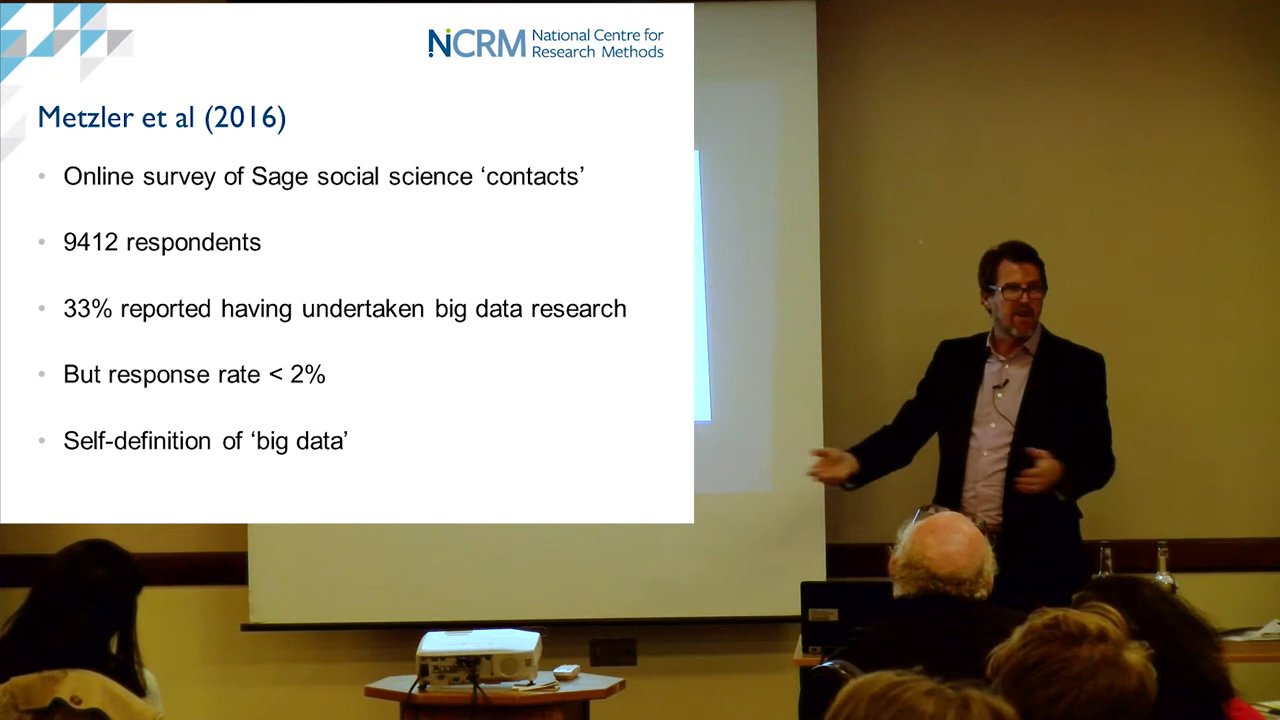 NCRM National Centre for
Research Methods
Metzler et al (2016)
• Online survey of Sage social science ‘contacts’
• 9412 respondents
• 33% reported having undertaken big data research
• But response rate < 2%
• Self-definition of ‘big data’